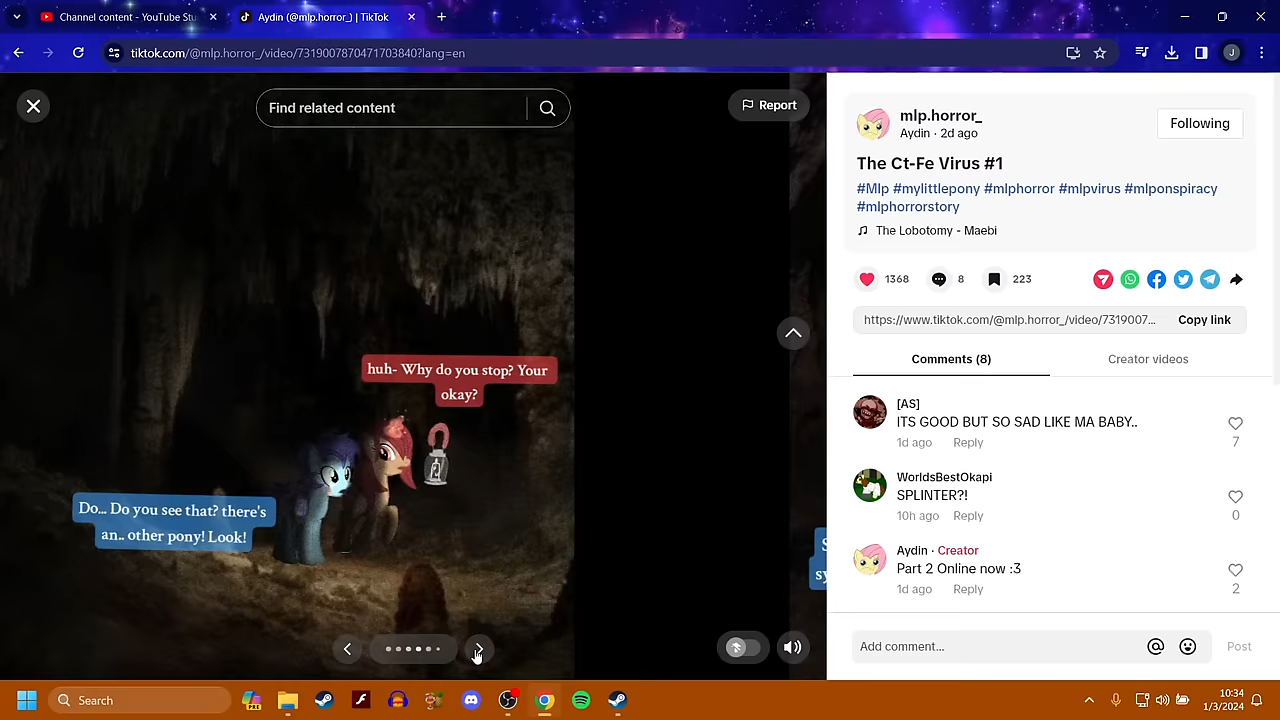 Channel content - YouTube Stu
Aydin (@mlp.horror_) | TikTok
tiktok.com/@mlp.horror_/video/7319007870471703840?lang=en
J
Find related content
Report
huh- Why do you stop? Your
okay?
Do... Do you see that? there's
an.. other pony! Look!
S
sy
mlp.horror_
Aydin · 2d ago
Following
The Ct-Fe Virus #1
#Mlp #mylittlepony #mlphorror #mlpvirus #mlponspiracy
#mlphorrorstory
The Lobotomy - Maebi
1368
8
223
https://www.tiktok.com/@mlp.horror_/video/7319007...
Copy link
Comments (8)
Creator videos
[AS]
ITS GOOD BUT SO SAD LIKE MA BABY..
1d ago
Reply
7
WorldsBestOkapi
SPLINTER?!
10h ago
Reply
0
Aydin · Creator
Part 2 Online now :3
1d ago
Reply
2
Add comment...
Post
Search
PRE
10:34
1/3/2024